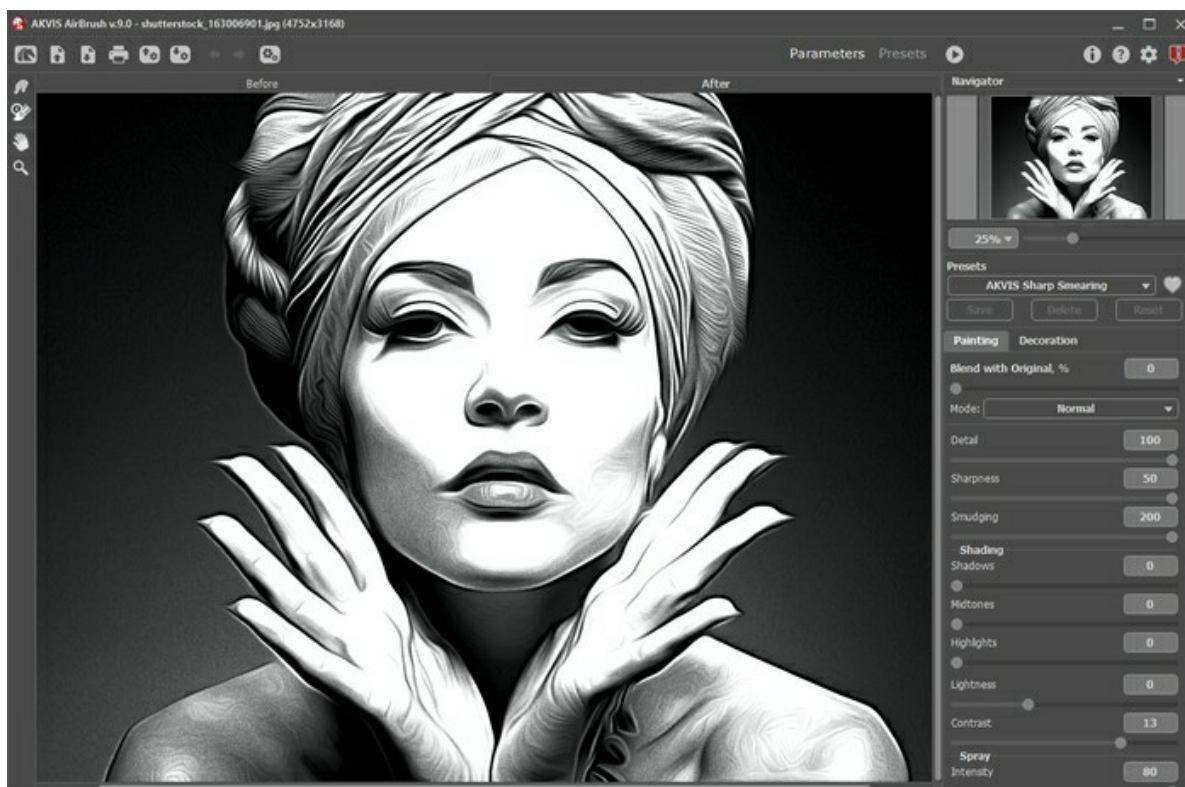 AKVIS AirBrush v.9.0 - shutterstock_163006901.jpg (4752x3168)
Parameters Presets
Before After
Navigator
25%
Presets
AKVIS Sharp Smearing
Save Delete Reset
Painting Decoration
Blend with Original, % 0
Mode: Normal
Detail 100
Sharpness 50
Smudging 200
Shading
Shadows 0
Midtones 0
Highlights 0
Lightness 0
Contrast 13
Spray
Intensity 80